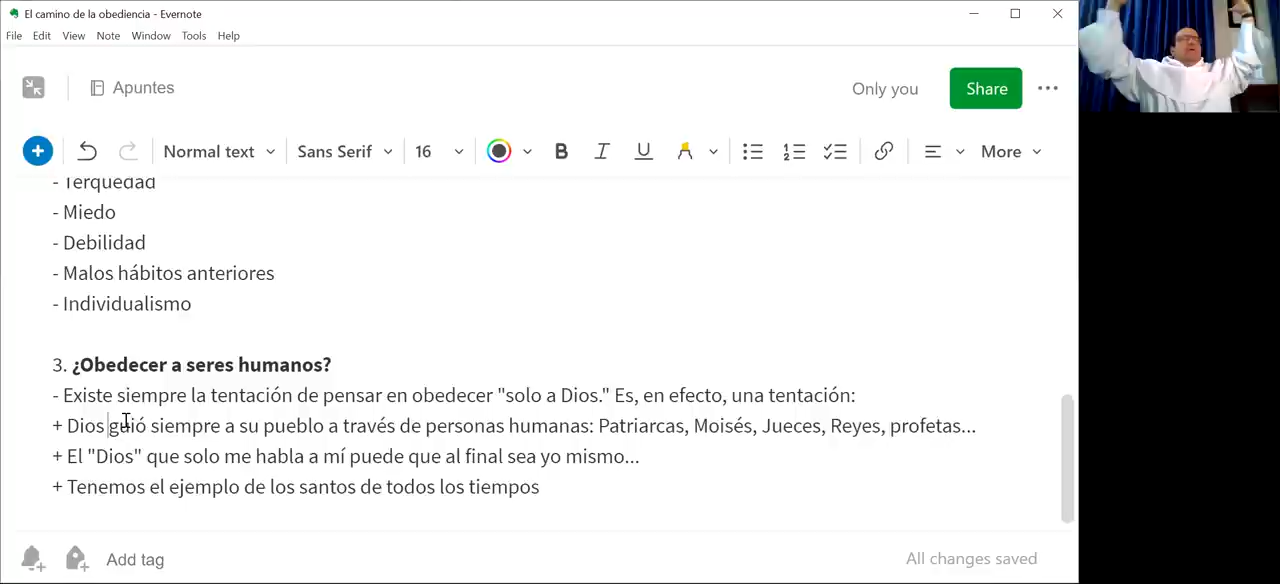 El camino de la obediencia - Evernote
File Edit View Note Window Tools Help
Apuntes
Only you
Share
Normal text
Sans Serif
16
B I U A
More
- Terquedad
- Miedo
- Debilidad
- Malos hábitos anteriores
- Individualismo
3. ¿Obedecer a seres humanos?
- Existe siempre la tentación de pensar en obedecer "solo a Dios." Es, en efecto, una tentación:
+ Dios guió siempre a su pueblo a través de personas humanas: Patriarcas, Moisés, Jueces, Reyes, profetas...
+ El "Dios" que solo me habla a mí puede que al final sea yo mismo...
+ Tenemos el ejemplo de los santos de todos los tiempos
Add tag
All changes saved